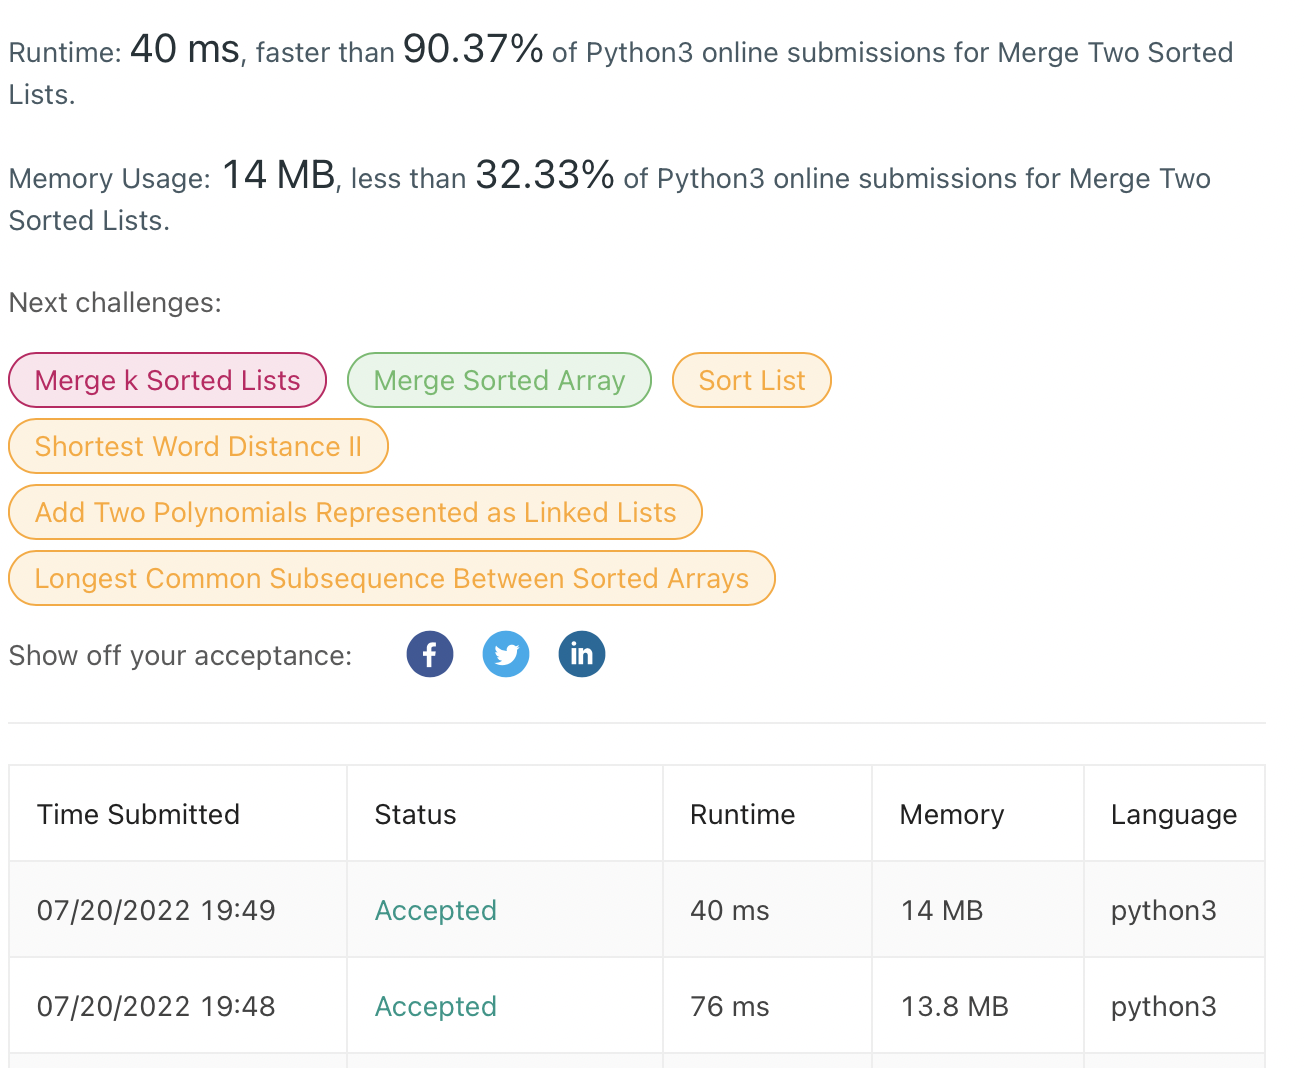 Runtime: 40 ms, faster than 90.37% of Python3 online submissions for Merge Two Sorted
Lists.
Memory Usage: 14 MB, less than 32.33% of Python3 online submissions for Merge Two
Sorted Lists.
Next challenges:
Merge k Sorted Lists Merge Sorted Array Sort List
Shortest Word Distance II
Add Two Polynomials Represented as Linked Lists
Longest Common Subsequence Between Sorted Arrays
Show off your acceptance: f in
Time Submitted Status Runtime Memory Language
07/20/2022 19:49 Accepted 40 ms 14 MB python3
07/20/2022 19:48 Accepted 76 ms 13.8 MB python3